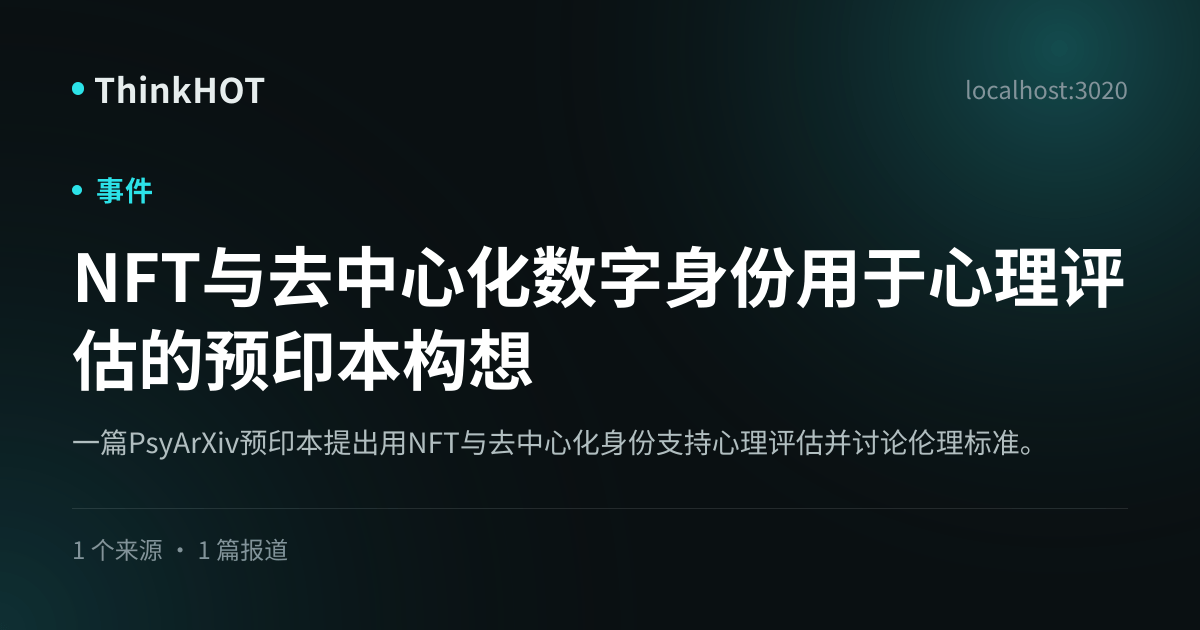 ThinkHOT
localhost:3020
事件
NFT与去中心化数字身份用于心理评
估的预印本构想
一篇PsyArXiv预印本提出用NFT与去中心化身份支持心理评估并讨论伦理标准。
1 个来源 · 1 篇报道